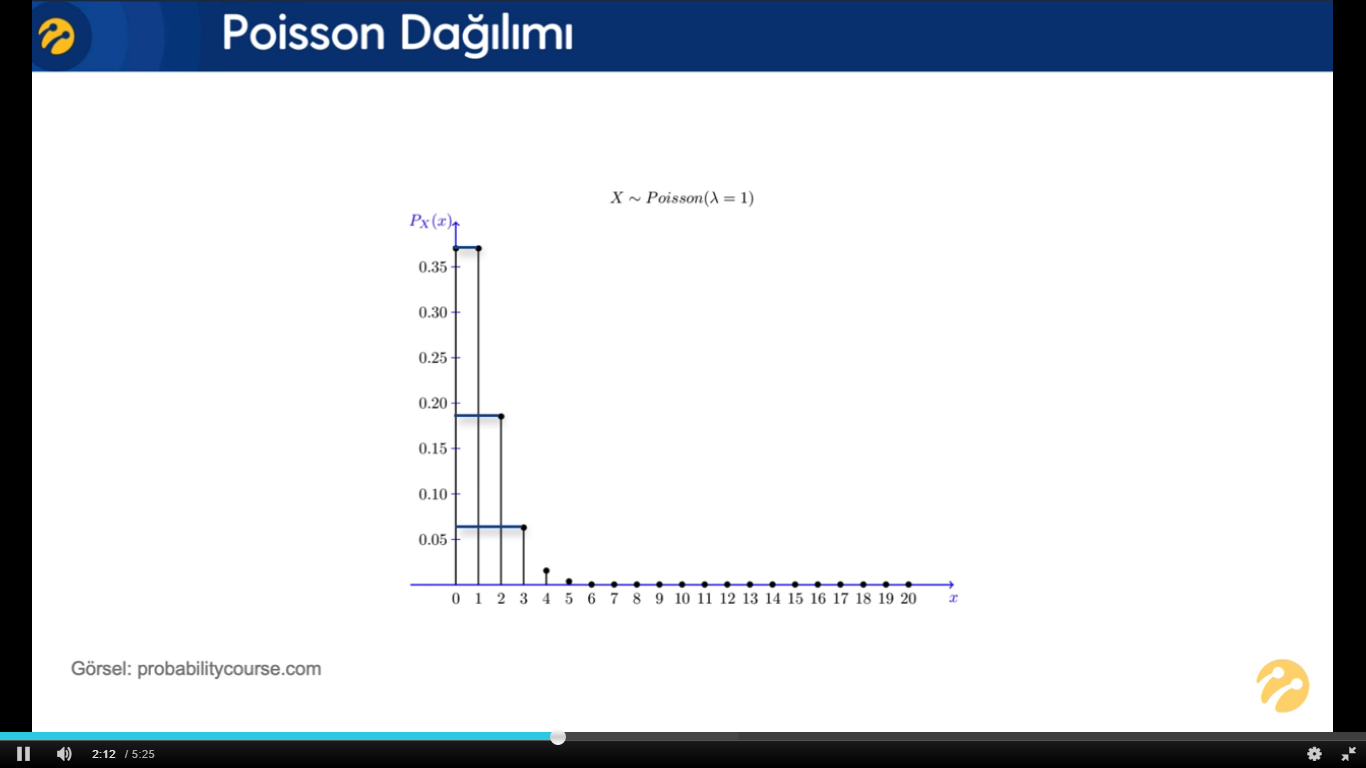 Poisson Dağılımı
X ∼ Poisson(λ = 1)
P_X(x)
0.35
0.30
0.25
0.20
0.15
0.10
0.05
0 1 2 3 4 5 6 7 8 9 10 11 12 13 14 15 16 17 18 19 20 x
Görsel: probabilitycourse.com
2:12 / 5:25